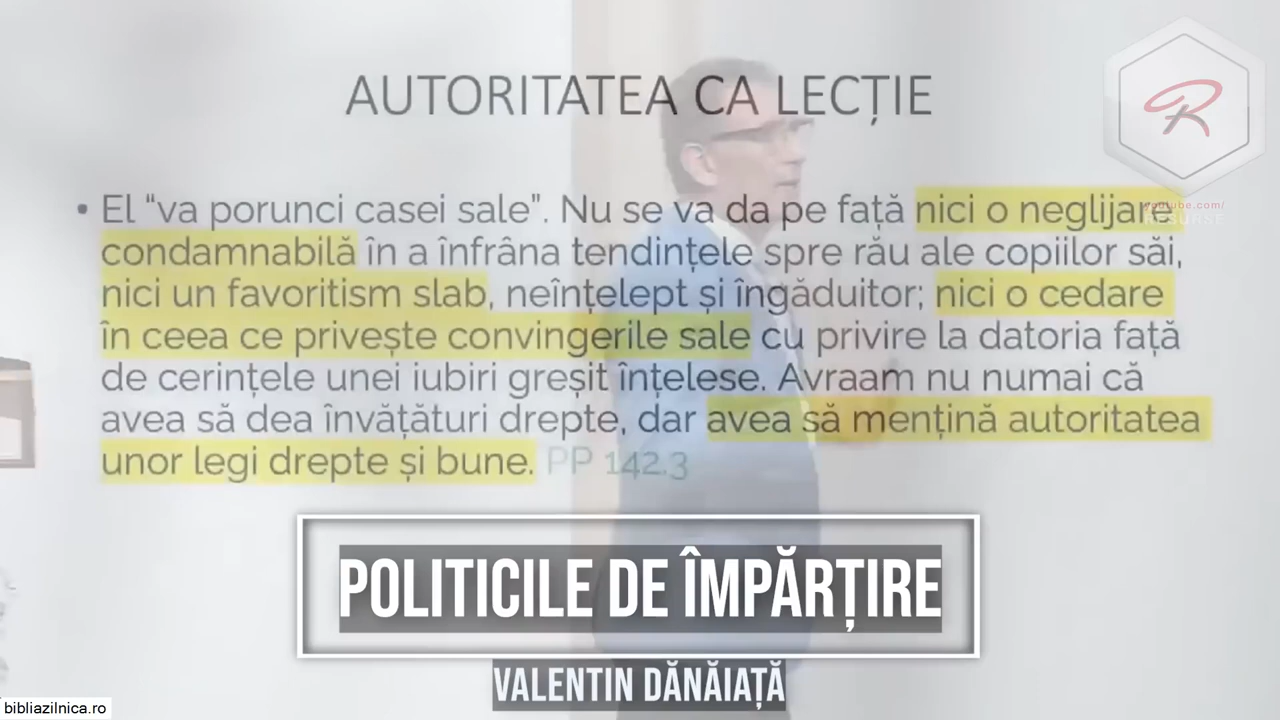 AUTORITATEA CA LECȚIE
R
youtube.com/
RESURSE
• El “va porunci casei sale”. Nu se va da pe față nici o
condamnabilă în a înfrâna tendințele spre rău ale copiilor săi,
nici un favoritism slab, neînțelept și îngăduitor; nici o cedare
în ceea ce privește convingerile sale cu privire la datoria față
de cerințele unei iubiri greșit înțelese. Avraam nu numai că
avea să dea învățături drepte, dar avea să mențină autoritatea
unor legi drepte și bune. PP 142.3
POLITICILE DE ÎMPĂRȚIRE
VALENTIN DĂNĂIAȚĂ
bibliazilnica.ro